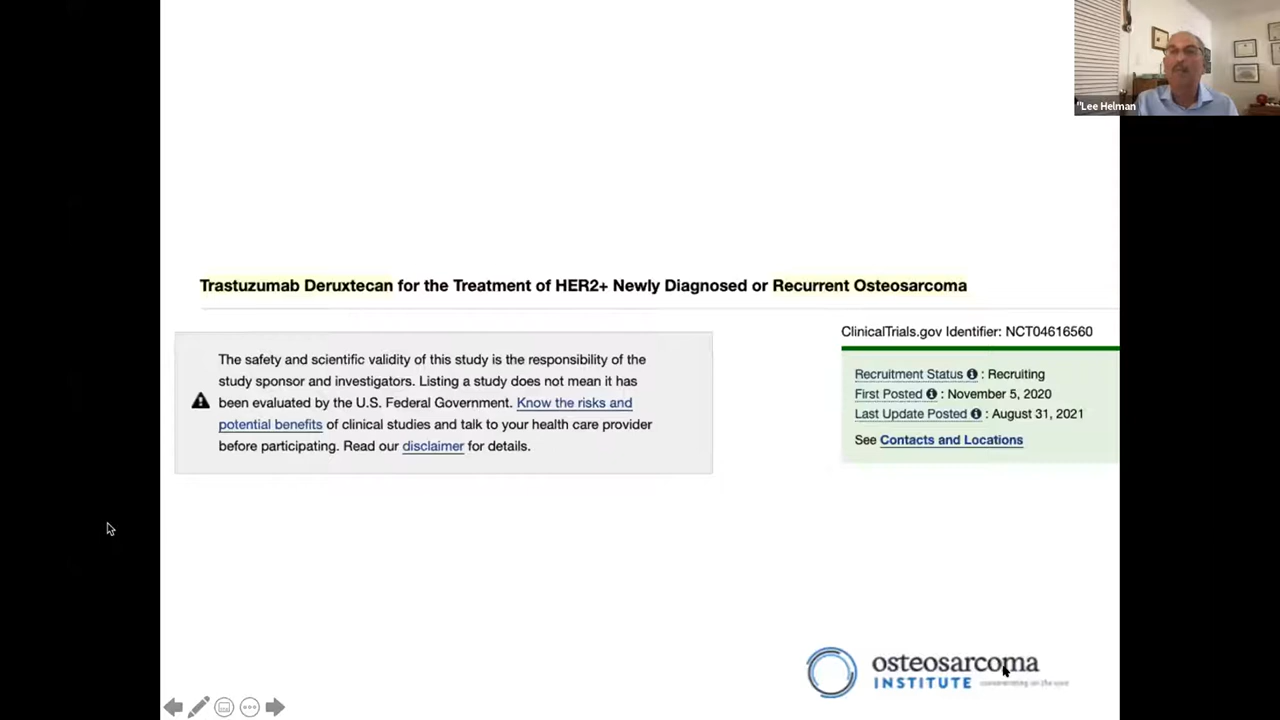 "Lee Helman
Trastuzumab Deruxtecan for the Treatment of HER2+ Newly Diagnosed or Recurrent Osteosarcoma
The safety and scientific validity of this study is the responsibility of the
study sponsor and investigators. Listing a study does not mean it has
been evaluated by the U.S. Federal Government. Know the risks and
potential benefits of clinical studies and talk to your health care provider
before participating. Read our disclaimer for details.
ClinicalTrials.gov Identifier: NCT04616560
Recruitment Status : Recruiting
First Posted : November 5, 2020
Last Update Posted : August 31, 2021
See Contacts and Locations
osteosarcoma
INSTITUTE